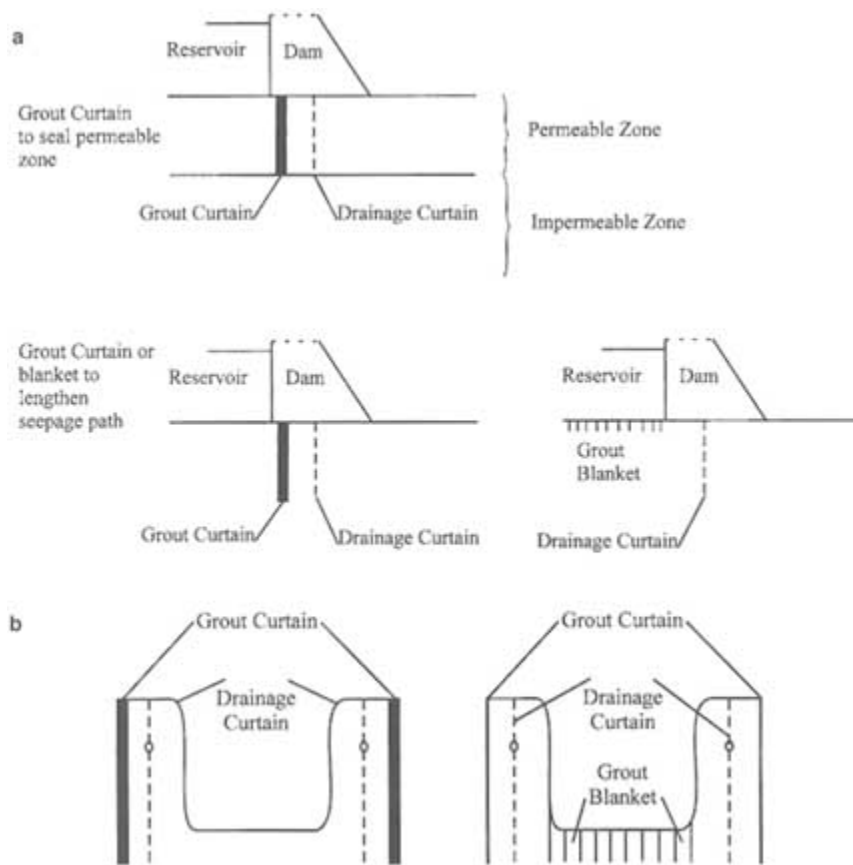 a
Reservoir
Dam
Grout Curtain
to seal permeable
zone
Permeable Zone
Grout Curtain
Drainage Curtain
Impermeable Zone
Grout Curtain or
blanket to
lengthen
seepage path
Reservoir
Dam
Grout Curtain
Drainage Curtain
Reservoir
Dam
Grout
Blanket
Drainage Curtain
b
Grout Curtain
Drainage
Curtain
Grout Curtain
Drainage
Curtain
Grout
Blanket